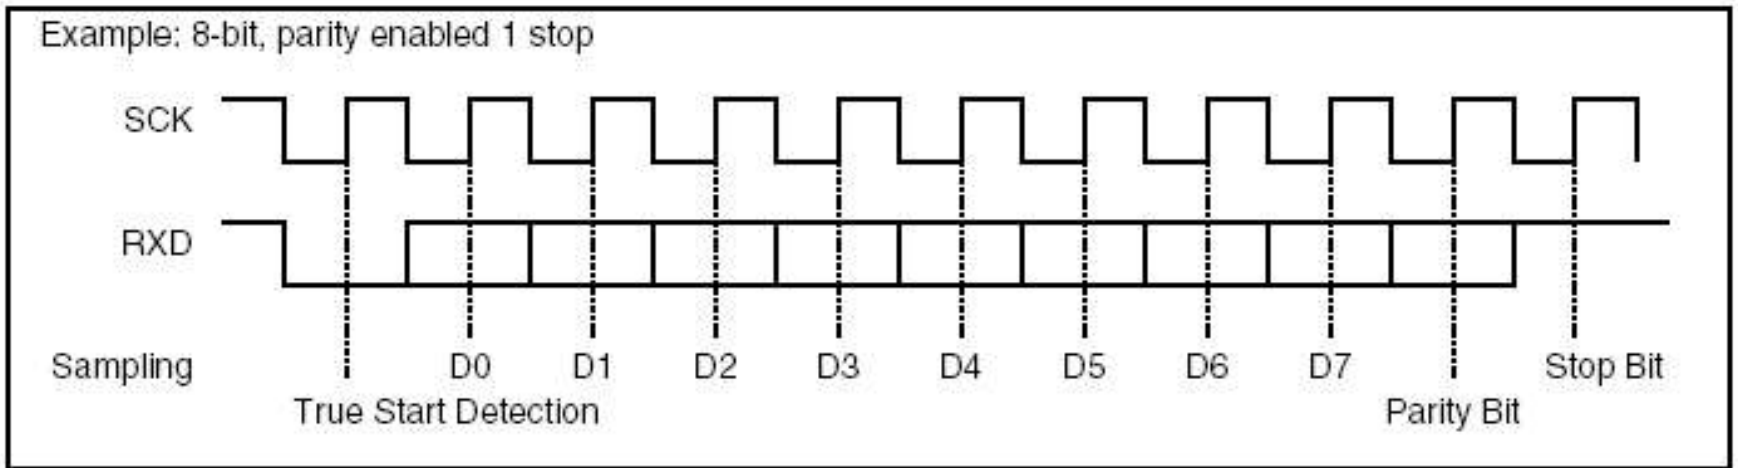 Example: 8-bit, parity enabled 1 stop
SCK
RXD
Sampling D0 D1 D2 D3 D4 D5 D6 D7 Stop Bit
True Start Detection Parity Bit